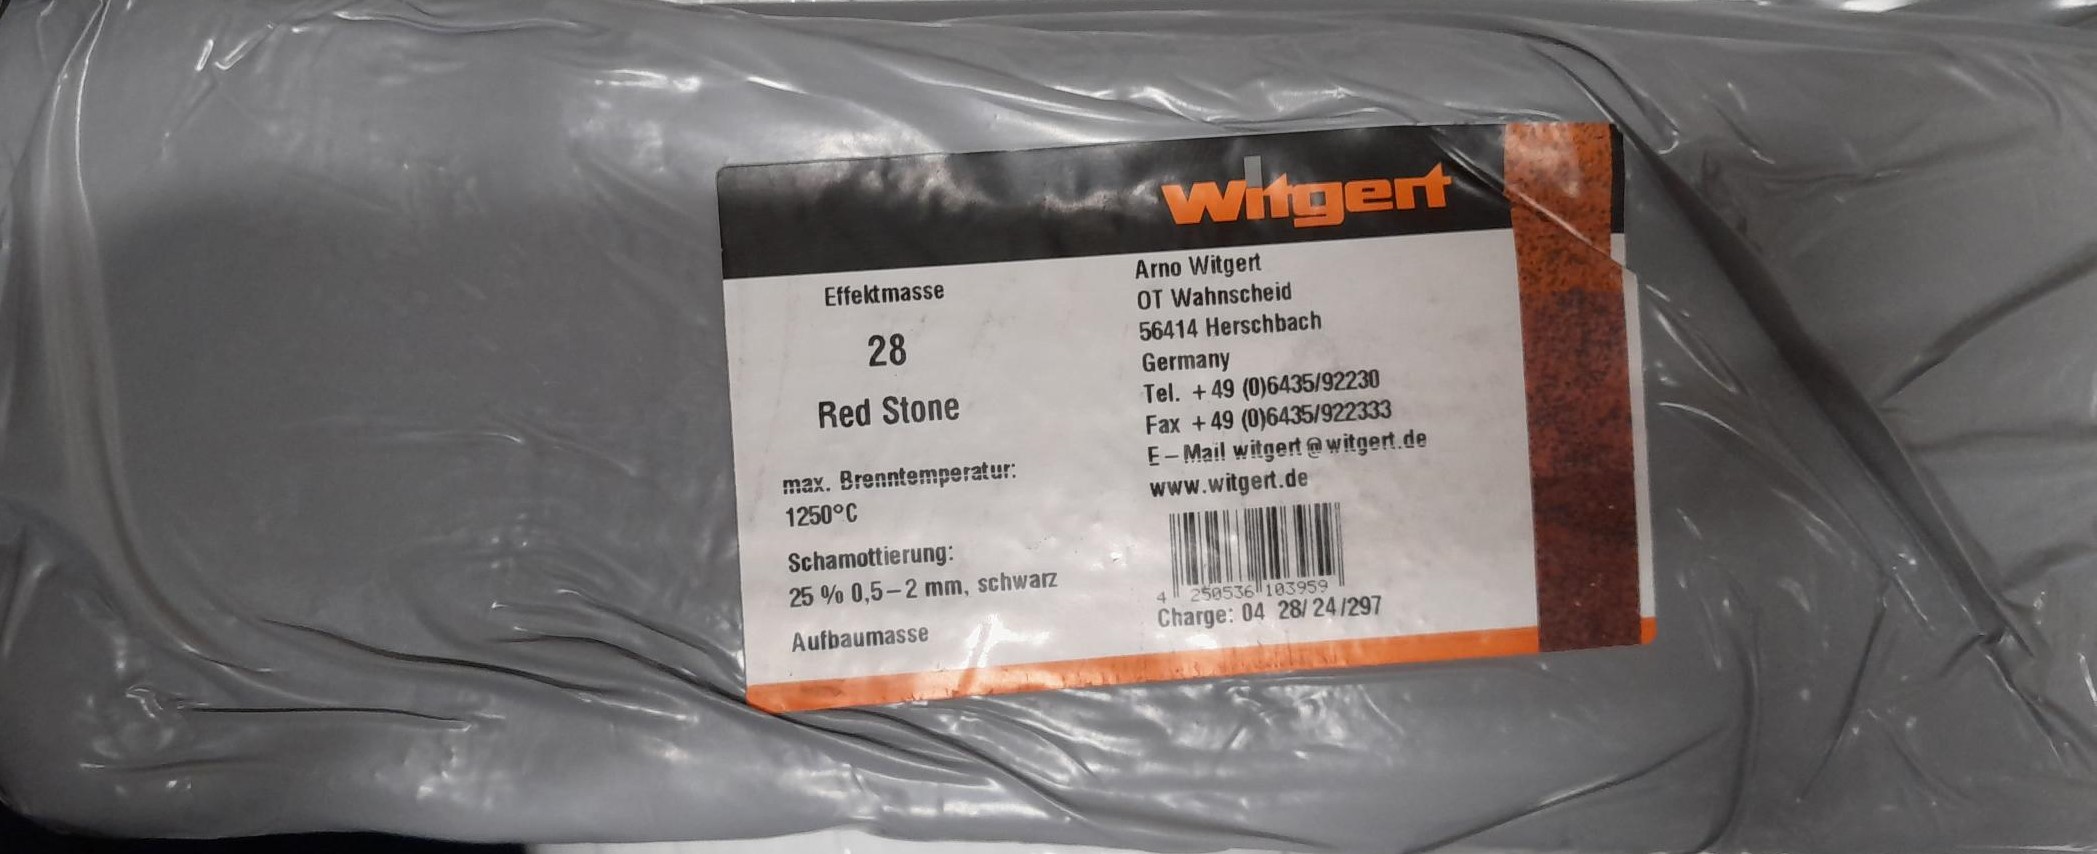 witgert
Effektmasse
28
Red Stone
max. Brenntemperatur:
1250°C
Schamottierung:
25 % 0,5–2 mm, schwarz
Aufbaumasse
Arno Witgert
OT Wahnscheid
56414 Herschbach
Germany
Tel. +49 (0)6435/92230
Fax +49 (0)6435/922333
E–Mail witgert@witgert.de
www.witgert.de
4 250536 103959
Charge: 04 28/24/297